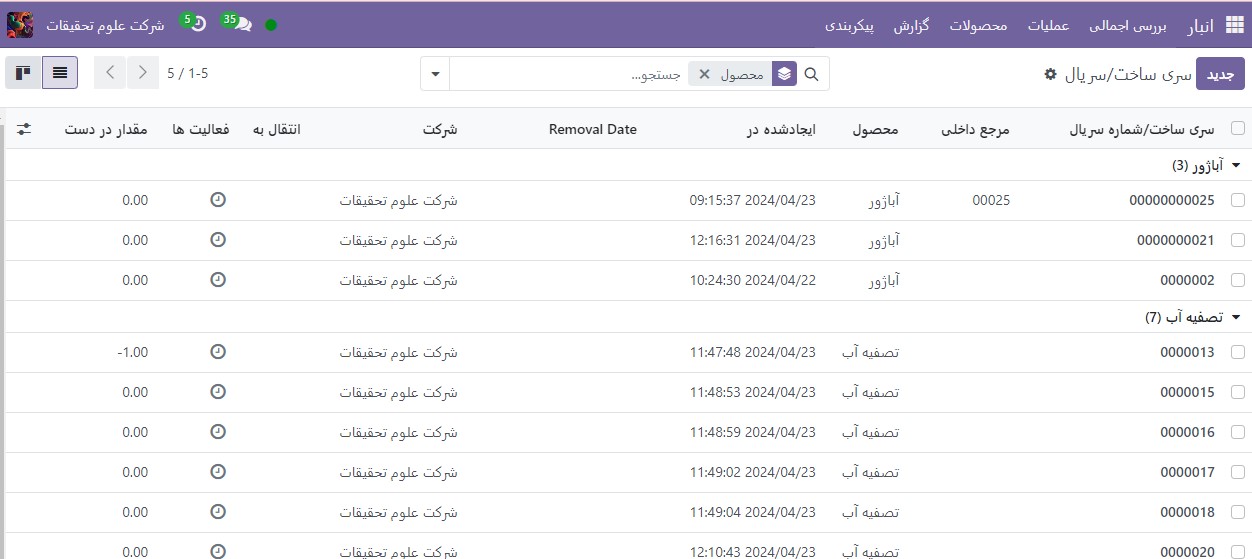 انبار بررسی اجمالی عملیات محصولات گزارش پیکربندی 35 5 شرکت علوم تحقیقات
جدید سری ساخت/سریال محصول جستجو... 1-5 / 5
سری ساخت/شماره سریال مرجع داخلی محصول ایجادشده در Removal Date شرکت انتقال به فعالیت ها مقدار در دست
آباژور (3)
00000000025 00025 آباژور 2024/04/23 09:15:37 شرکت علوم تحقیقات 0.00
0000000021 آباژور 2024/04/23 12:16:31 شرکت علوم تحقیقات 0.00
0000002 آباژور 2024/04/22 10:24:30 شرکت علوم تحقیقات 0.00
تصفیه آب (7)
0000013 تصفیه آب 2024/04/23 11:47:48 شرکت علوم تحقیقات -1.00
0000015 تصفیه آب 2024/04/23 11:48:53 شرکت علوم تحقیقات 0.00
0000016 تصفیه آب 2024/04/23 11:48:59 شرکت علوم تحقیقات 0.00
0000017 تصفیه آب 2024/04/23 11:49:02 شرکت علوم تحقیقات 0.00
0000018 تصفیه آب 2024/04/23 11:49:04 شرکت علوم تحقیقات 0.00
0000020 تصفیه آب 2024/04/23 12:10:43 شرکت علوم تحقیقات 0.00